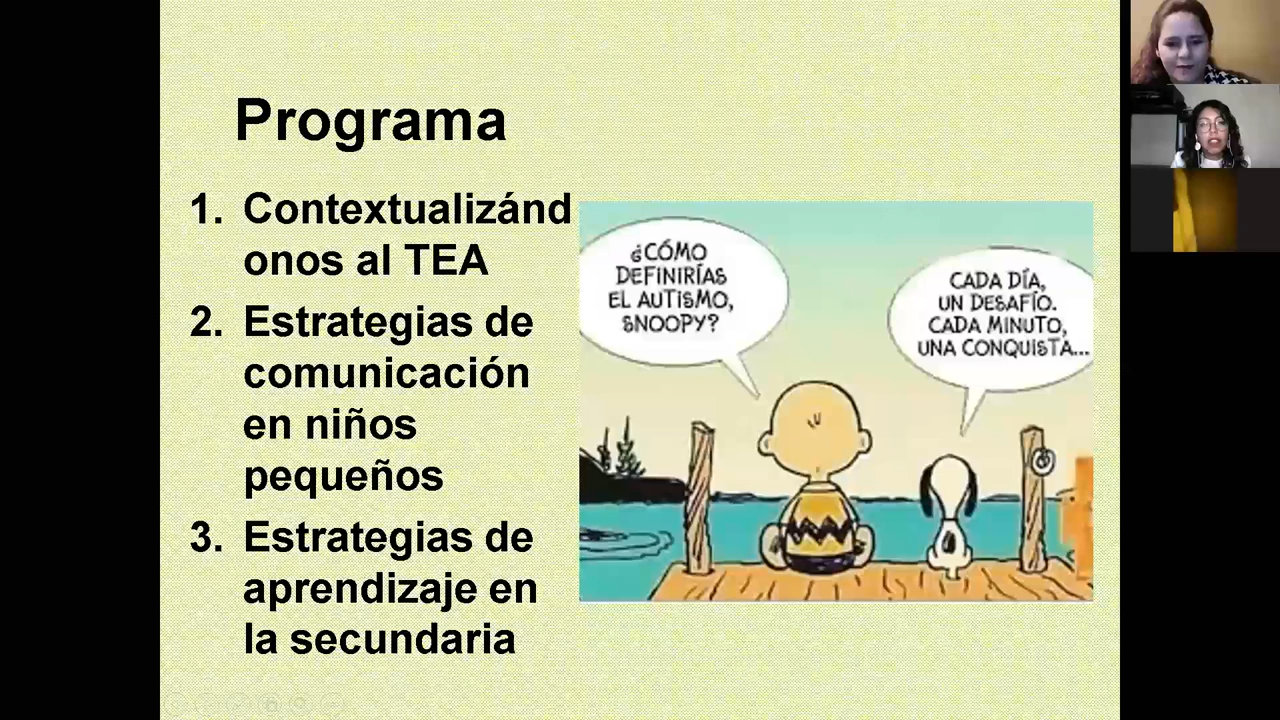 Programa
1. Contextualizánd
onos al TEA
2. Estrategias de
comunicación
en niños
pequeños
3. Estrategias de
aprendizaje en
la secundaria
¿CÓMO
DEFINIRÍAS
EL AUTISMO,
SNOOPY?
CADA DÍA,
UN DESAFÍO.
CADA MINUTO,
UNA CONQUISTA...